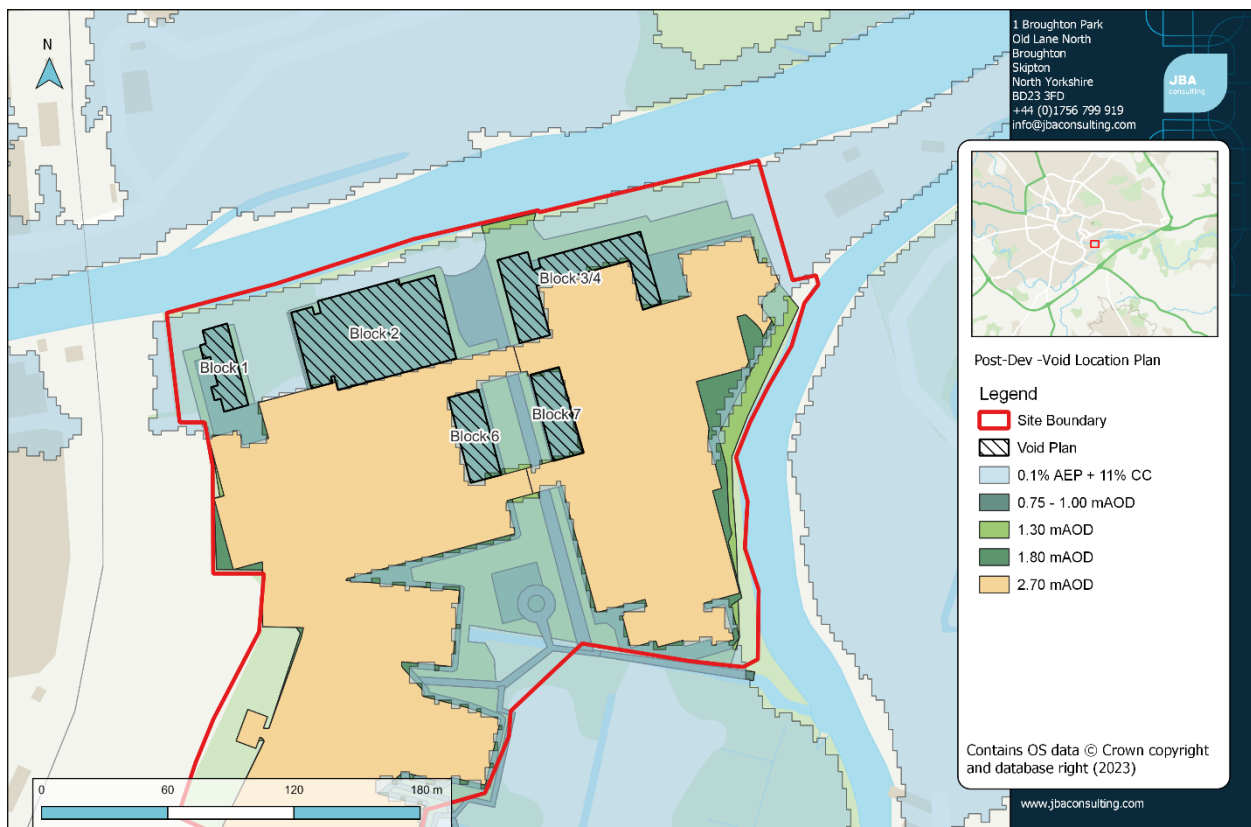 N
1 Broughton Park
Old Lane North
Broughton
Skipton
North Yorkshire
BD23 3FD
+44 (0)1756 799 919
info@jbaconsulting.com
JBA
consulting
Block 3/4
Block 2
Block 1
Block 7
Block 6
Post-Dev -Void Location Plan
Legend
Site Boundary
Void Plan
0.1% AEP + 11% CC
0.75 - 1.00 mAOD
1.30 mAOD
1.80 mAOD
2.70 mAOD
Contains OS data © Crown copyright
and database right (2023)
0 60 120 180 m
www.jbaconsulting.com